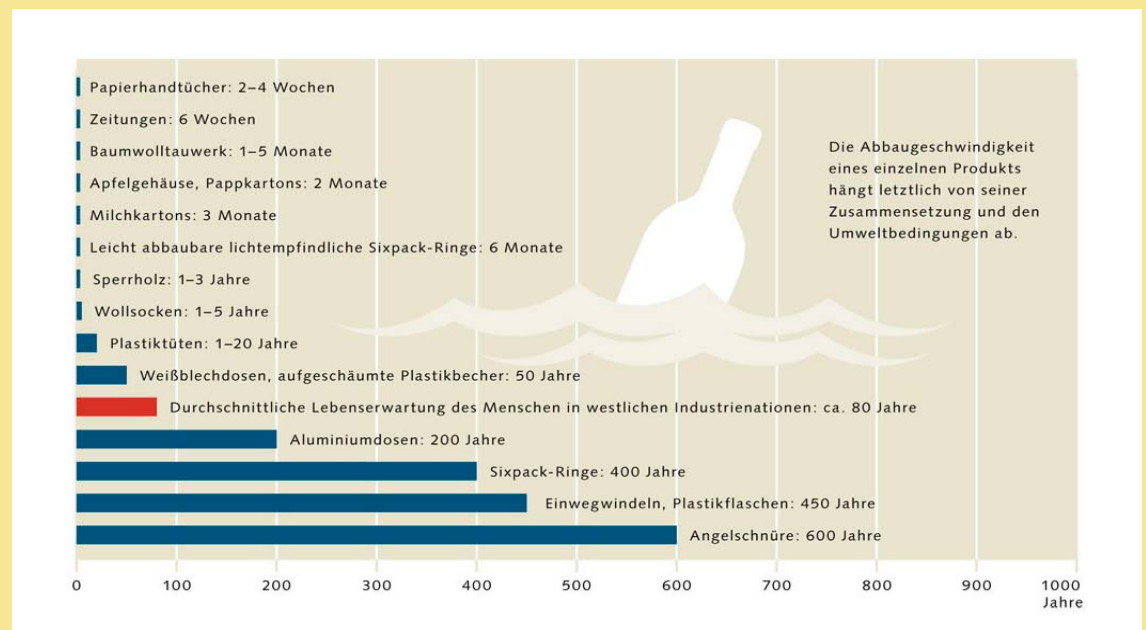 Papierhandtücher: 2–4 Wochen
Zeitungen: 6 Wochen
Baumwolltauwerk: 1–5 Monate
Apfelgehäuse, Pappkartons: 2 Monate
Milchkartons: 3 Monate
Leicht abbaubare lichtempfindliche Sixpack-Ringe: 6 Monate
Sperrholz: 1–3 Jahre
Wollsocken: 1–5 Jahre
Plastiktüten: 1–20 Jahre
Weißblechdosen, aufgeschäumte Plastikbecher: 50 Jahre
Durchschnittliche Lebenserwartung des Menschen in westlichen Industrienationen: ca. 80 Jahre
Aluminiumdosen: 200 Jahre
Sixpack-Ringe: 400 Jahre
Einwegwindeln, Plastikflaschen: 450 Jahre
Angelschnüre: 600 Jahre
Die Abbaugeschwindigkeit
eines einzelnen Produkts
hängt letztlich von seiner
Zusammensetzung und den
Umweltbedingungen ab.
0 100 200 300 400 500 600 700 800 900 1000
Jahre